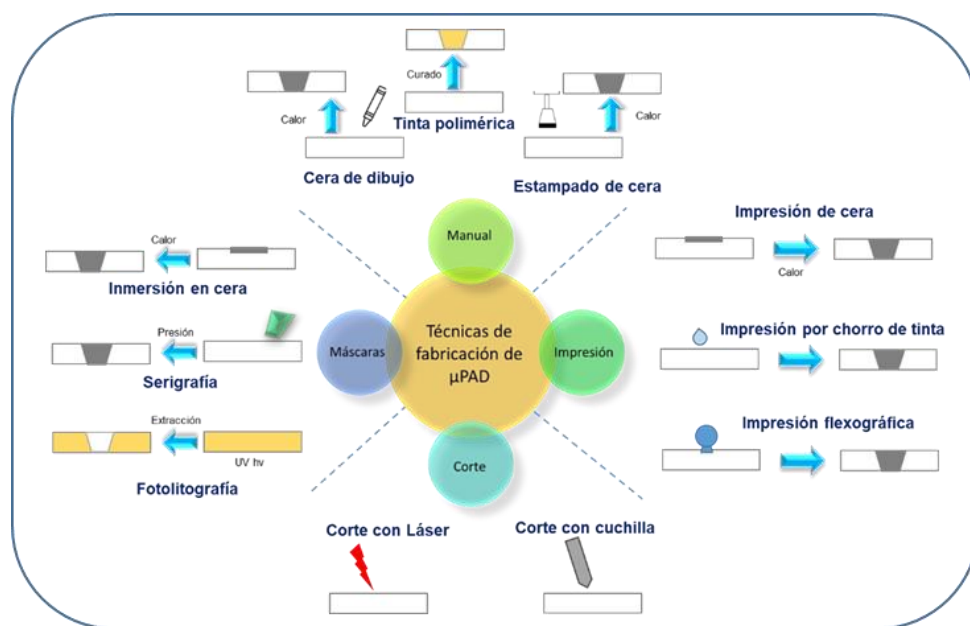 Curado
Calor
Tinta polimérica
Calor
Cera de dibujo
Estampado de cera
Manual
Impresión de cera
Calor
Calor
Inmersión en cera
Presión
Serigrafía
Máscaras
Técnicas de
fabricación de
µPAD
Impresión
Impresión por chorro de tinta
Extracción
UV hv
Fotolitografía
Impresión flexográfica
Corte
Corte con Láser
Corte con cuchilla